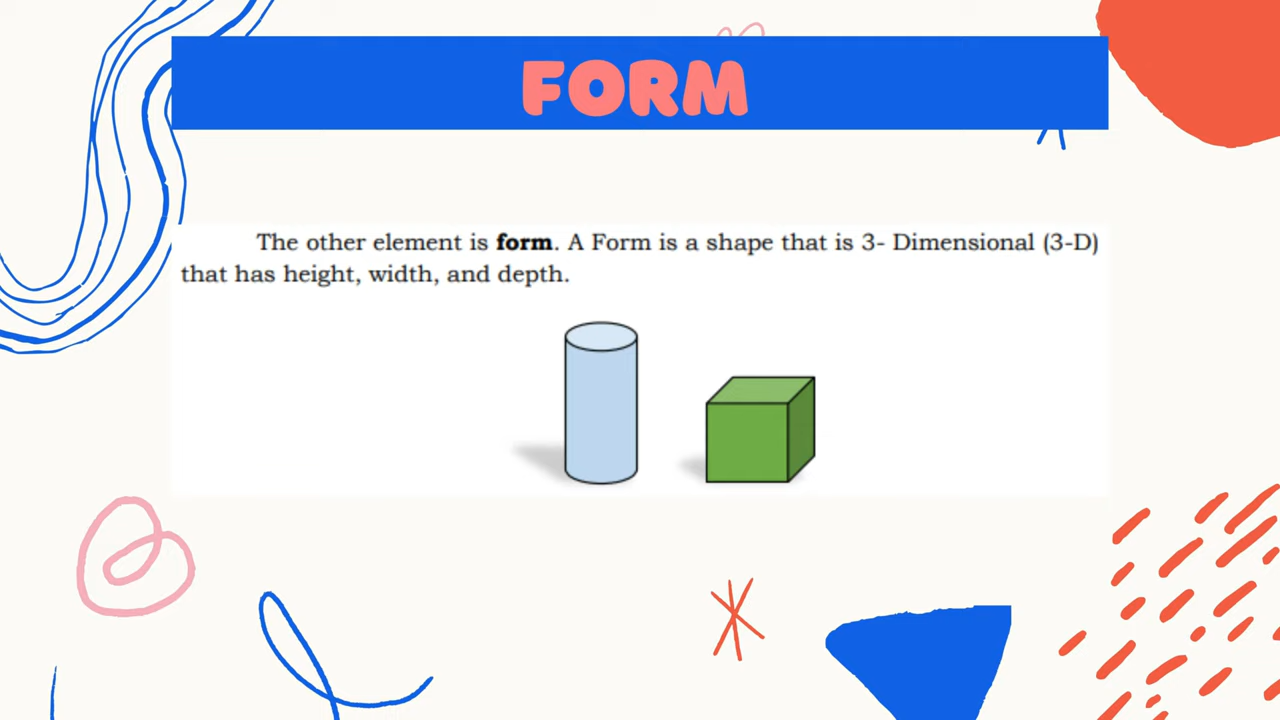 FORM
The other element is form. A Form is a shape that is 3- Dimensional (3-D)
that has height, width, and depth.